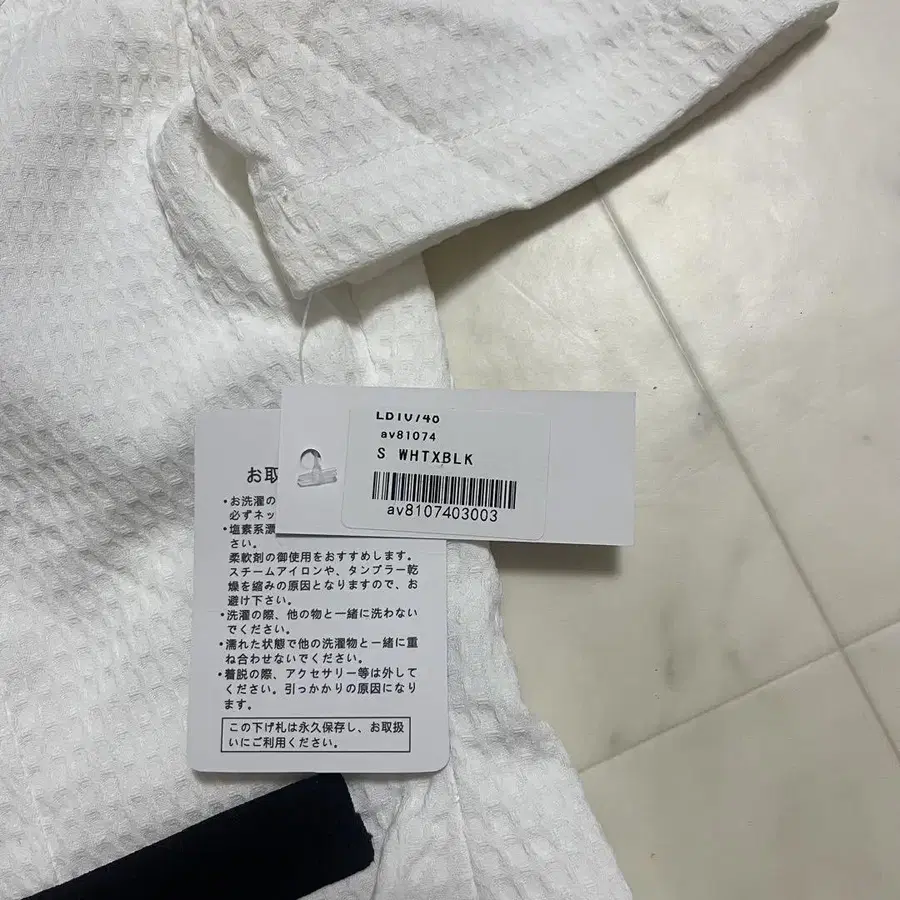 LD10748
av81074
S WHTXBLK
av8107403003
お取
・お洗濯の
必ずネッ
・塩素系漂
さい。
柔軟剤の御使用をおすすめします。
スチームアイロンや、タンブラー乾
燥を縮みの原因となりますので、お
避け下さい。
・洗濯の際、他の物と一緒に洗わない
でください。
・濡れた状態で他の洗濯物と一緒に重
ね合わせないでください。
・着脱の際、アクセサリー等は外して
ください。引っかかりの原因になり
ます。
この下げ札は永久保存し、お取扱
いにご利用ください。